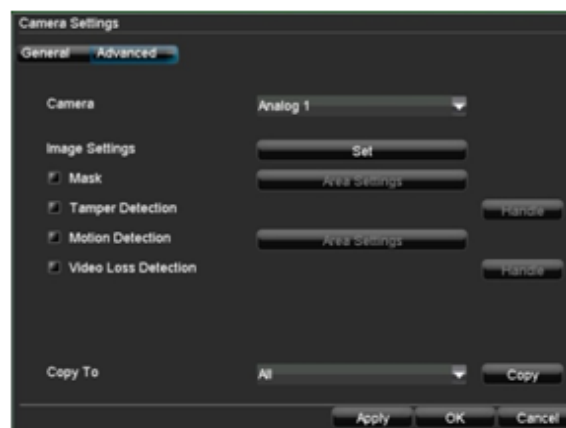 Camera Settings
General Advanced
Camera Analog 1
Image Settings Set
Mask Area Settings
Tamper Detection Handle
Motion Detection Area Settings
Video Loss Detection Handle
Copy To All Copy
Apply OK Cancel